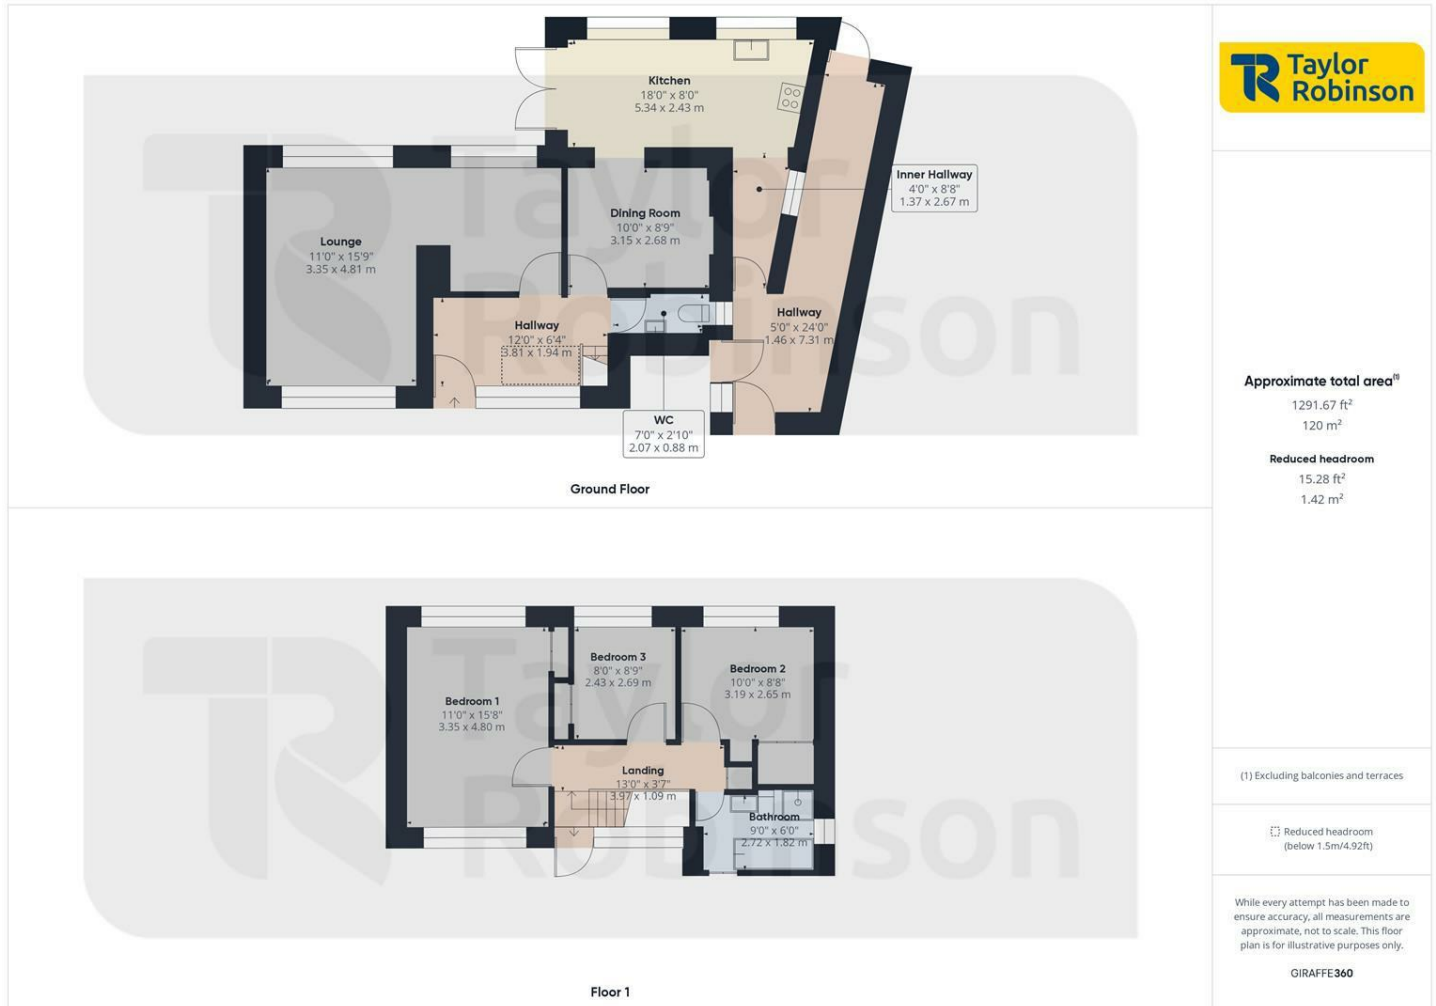 Kitchen
18'0" x 8'0"
5.34 x 2.43 m
Inner Hallway
4'0" x 8'8"
1.37 x 2.67 m
Dining Room
10'0" x 8'9"
3.15 x 2.68 m
Lounge
11'0" x 15'9"
3.35 x 4.81 m
Hallway
12'0" x 6'4"
3.81 x 1.94 m
Hallway
5'0" x 24'0"
1.46 x 7.31 m
WC
7'0" x 2'10"
2.07 x 0.88 m
Ground Floor
Taylor
Robinson
Bedroom 1
11'0" x 15'8"
3.35 x 4.80 m
Bedroom 3
8'0" x 8'9"
2.43 x 2.69 m
Bedroom 2
10'0" x 8'8"
3.19 x 2.65 m
Landing
13'0" x 3'7"
3.97 x 1.09 m
Bathroom
9'0" x 6'0"
2.72 x 1.82 m
Floor 1
Taylor
Robinson
Taylor
Robinson
Approximate total area(1)
1291.67 ft²
120 m²
Reduced headroom
15.28 ft²
1.42 m²
(1) Excluding balconies and terraces
Reduced headroom
(below 1.5m/4.92ft)
While every attempt has been made to
ensure accuracy, all measurements are
approximate, not to scale. This floor
plan is for illustrative purposes only.
GIRAFFE360